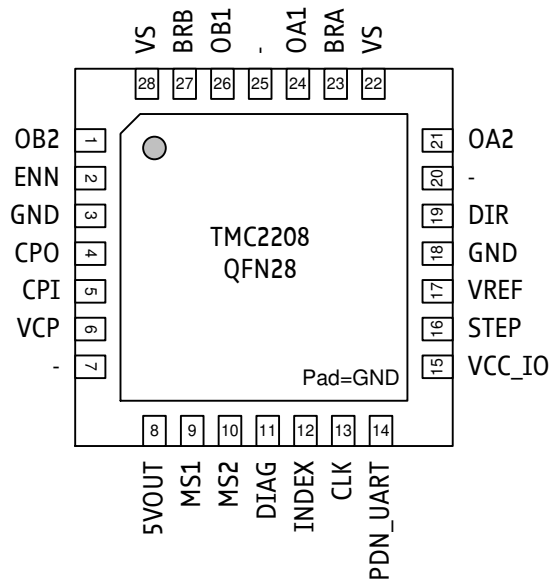 VS
BRB
OB1
-
OA1
BRA
VS
28
27
26
25
24
23
22
OB2
1
ENN
2
GND
3
CPO
4
CPI
5
VCP
6
-
7
TMC2208
QFN28
Pad=GND
21
OA2
20
-
19
DIR
18
GND
17
VREF
16
STEP
15
VCC_IO
8
9
10
11
12
13
14
5VOUT
MS1
MS2
DIAG
INDEX
CLK
PDN_UART